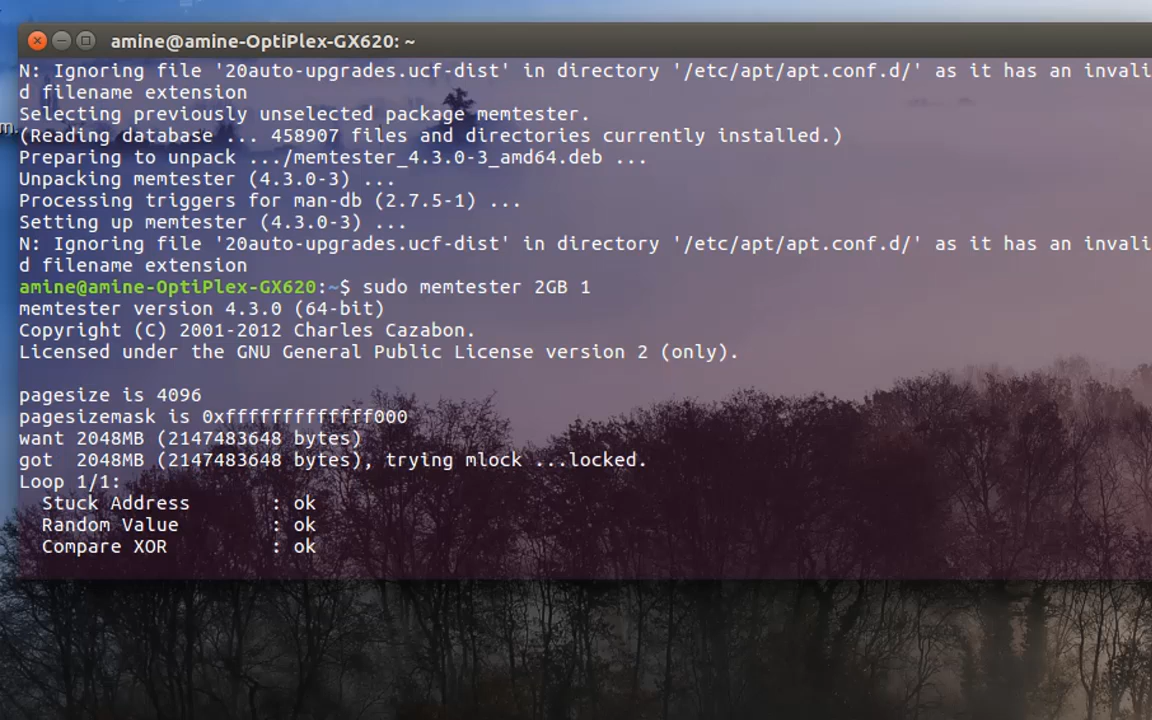 amine@amine-OptiPlex-GX620: ~
N: Ignoring file '20auto-upgrades.ucf-dist' in directory '/etc/apt/apt.conf.d/' as it has an invali
d filename extension
Selecting previously unselected package memtester.
(Reading database ... 458907 files and directories currently installed.)
Preparing to unpack .../memtester_4.3.0-3_amd64.deb ...
Unpacking memtester (4.3.0-3) ...
Processing triggers for man-db (2.7.5-1) ...
Setting up memtester (4.3.0-3) ...
N: Ignoring file '20auto-upgrades.ucf-dist' in directory '/etc/apt/apt.conf.d/' as it has an invali
d filename extension
amine@amine-OptiPlex-GX620:~$ sudo memtester 2GB 1
memtester version 4.3.0 (64-bit)
Copyright (C) 2001-2012 Charles Cazabon.
Licensed under the GNU General Public License version 2 (only).
pagesize is 4096
pagesizemask is 0xfffffffffffff000
want 2048MB (2147483648 bytes)
got  2048MB (2147483648 bytes), trying mlock ...locked.
Loop 1/1:
  Stuck Address       : ok
  Random Value        : ok
  Compare XOR         : ok